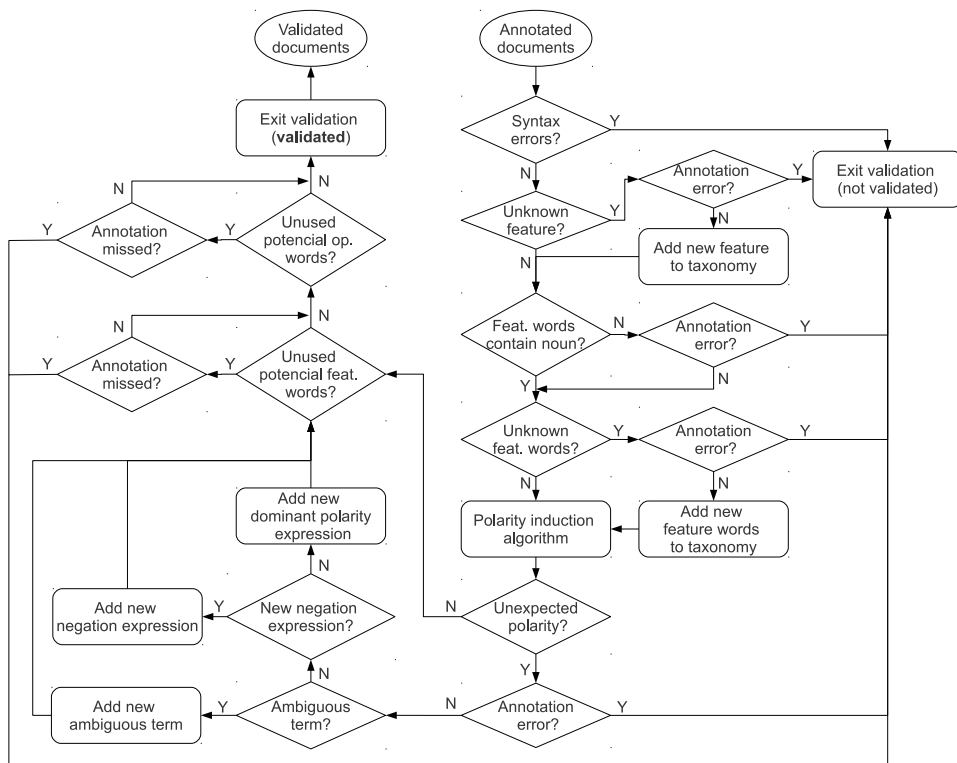 Validated
documents
Annotated
documents
Exit validation
(validated)
Syntax
errors?
Y
N
Exit validation
(not validated)
Annotation
error?
Y
N
Unknown
feature?
Y
N
Add new feature
to taxonomy
N
N
Annotation
missed?
Y
Unused
potencial op.
words?
Y
Feat. words
contain noun?
N
Y
Annotation
error?
Y
N
N
N
Annotation
missed?
Y
Unused
potencial feat.
words?
Y
Unknown
feat. words?
Y
N
Annotation
error?
Y
N
Add new
dominant polarity
expression
Polarity induction
algorithm
Add new
feature words
to taxonomy
N
Add new
negation expression
Y
New negation
expression?
N
Unexpected
polarity?
Y
N
Add new
ambiguous term
Y
Ambiguous
term?
N
Annotation
error?
Y